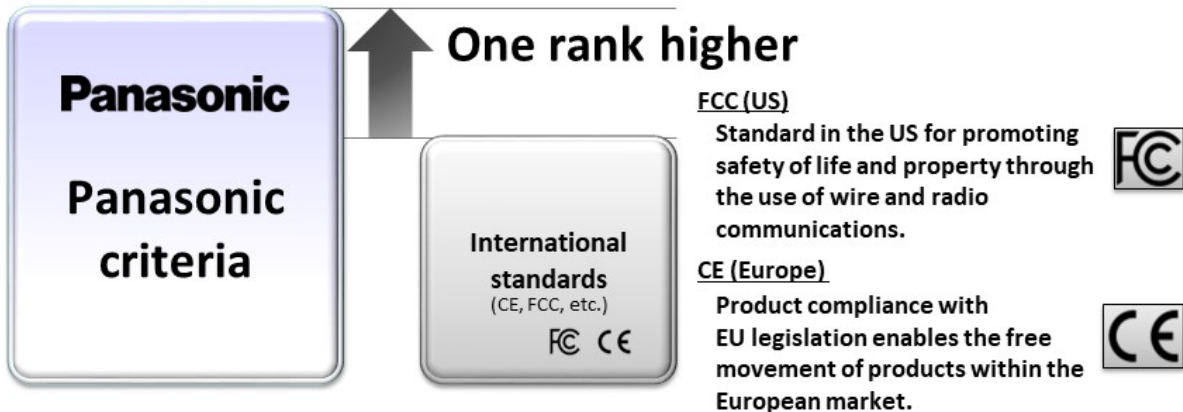 Panasonic
Panasonic
criteria
One rank higher
International
standards
(CE, FCC, etc.)
FC CE
FCC (US)
Standard in the US for promoting
safety of life and property through
the use of wire and radio
communications.
FC
CE (Europe)
Product compliance with
EU legislation enables the free
movement of products within the
European market.
CE